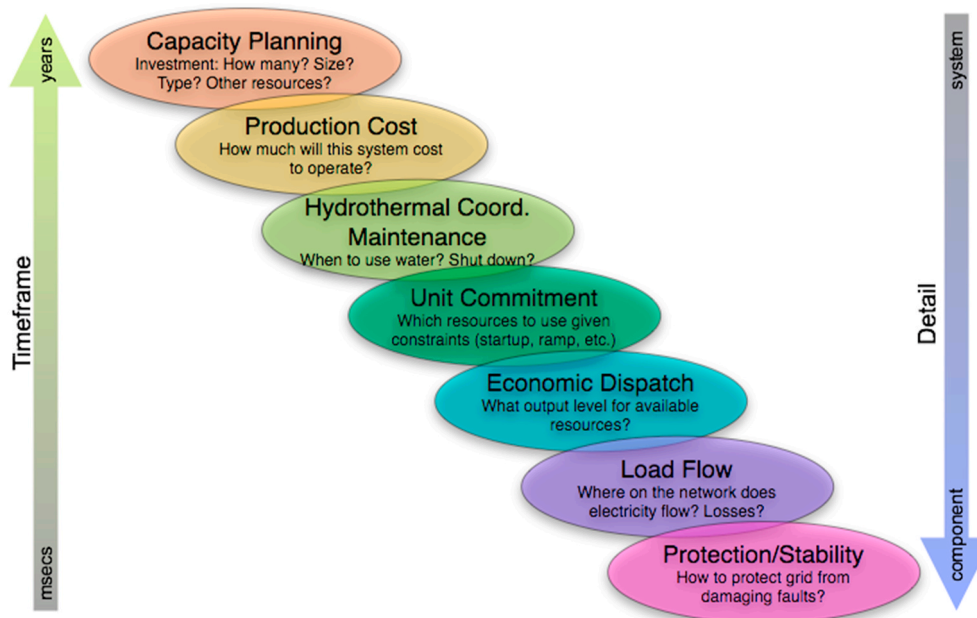 years
Timeframe
msecs
Capacity Planning
Investment: How many? Size?
Type? Other resources?
Production Cost
How much will this system cost
to operate?
Hydrothermal Coord.
Maintenance
When to use water? Shut down?
Unit Commitment
Which resources to use given
constraints (startup, ramp, etc.)
Economic Dispatch
What output level for available
resources?
Load Flow
Where on the network does
electricity flow? Losses?
Protection/Stability
How to protect grid from
damaging faults?
system
Detail
component